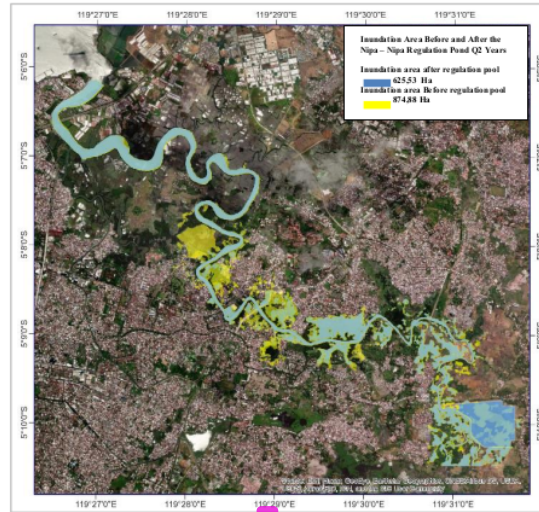 119°27'0"E 119°28'0"E 119°29'0"E 119°30'0"E 119°31'0"E
Inundation Area Before and After the
Nipa – Nipa Regulation Pond Q2 Years
Inundation area after regulation pool
625,53 Ha
Inundation area Before regulation pool
874,88 Ha
5°6'0"S
5°7'0"S
5°8'0"S
5°9'0"S
5°10'0"S
119°27'0"E 119°28'0"E 119°29'0"E 119°30'0"E 119°31'0"E